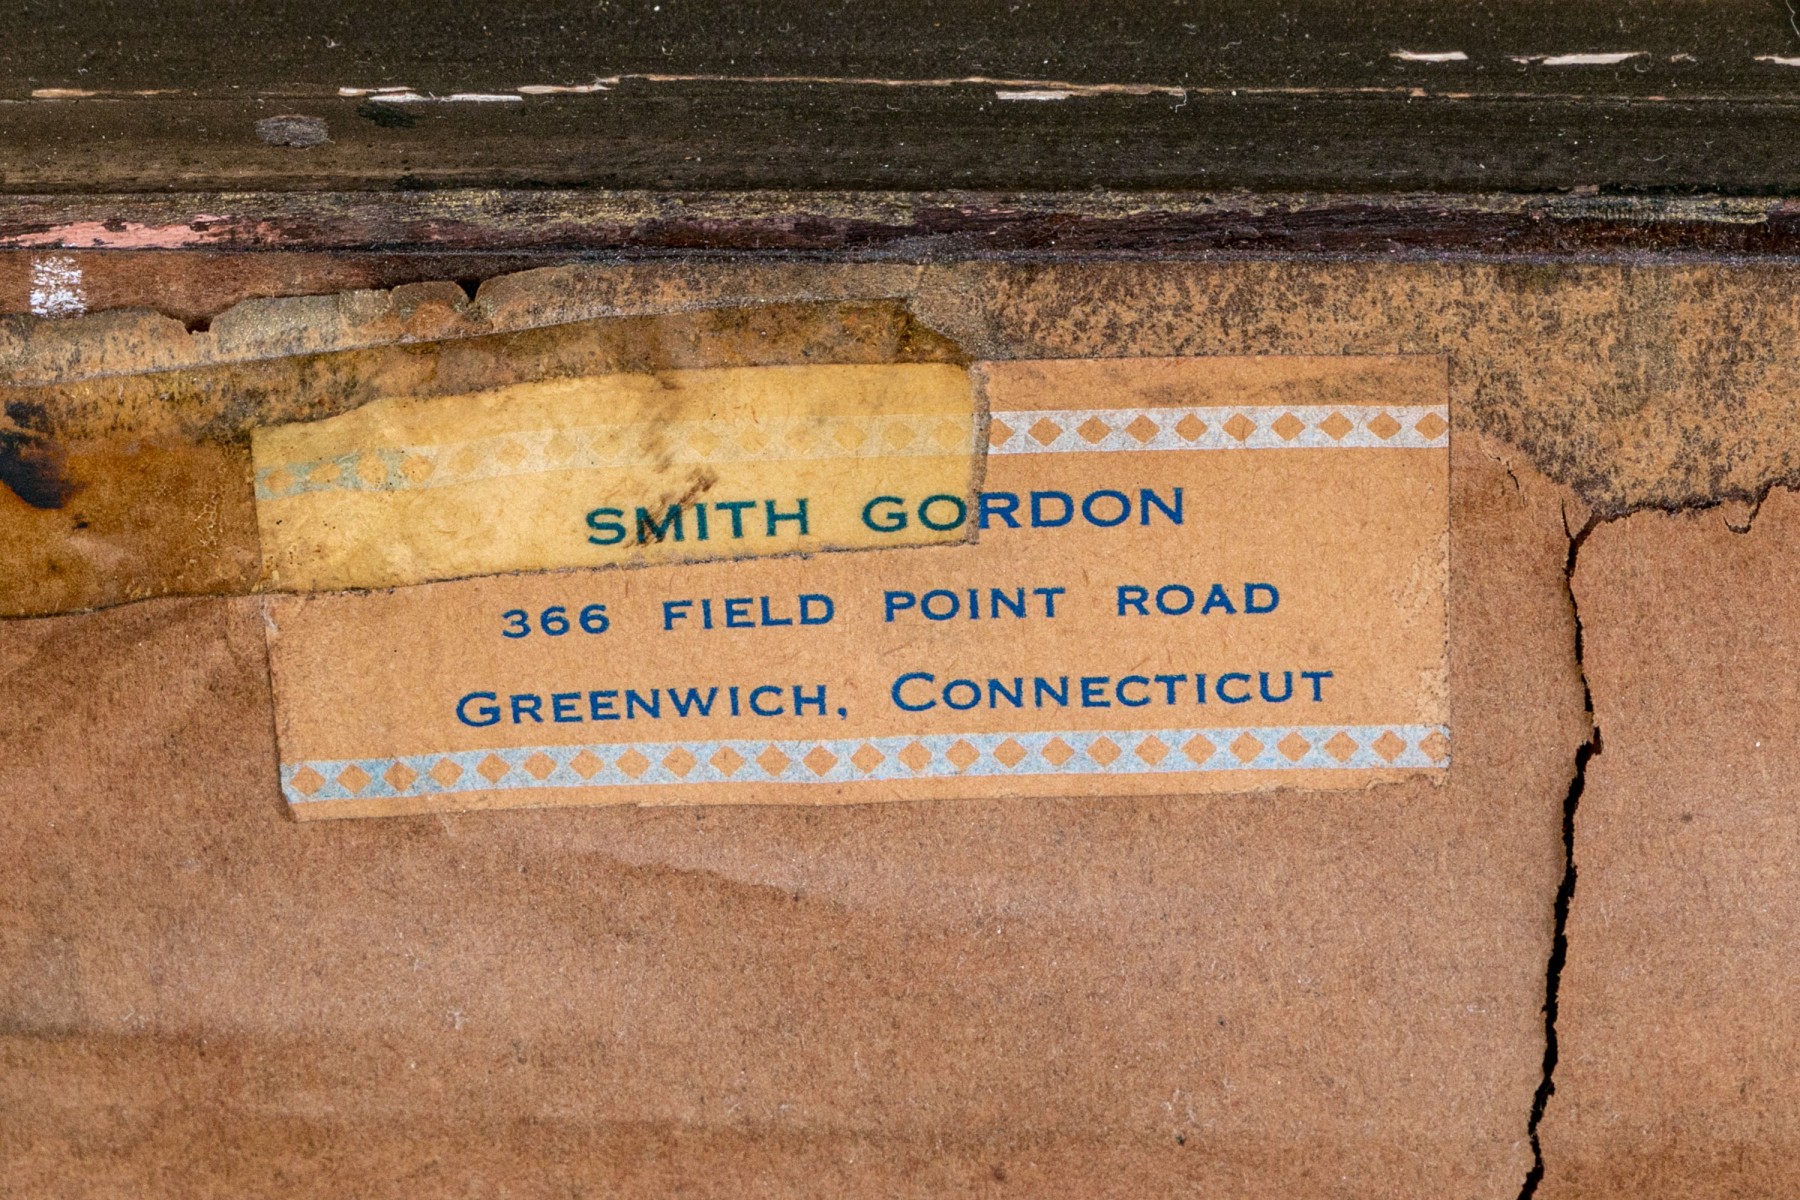 SMITH GORDON
366 FIELD POINT ROAD
GREENWICH, CONNECTICUT